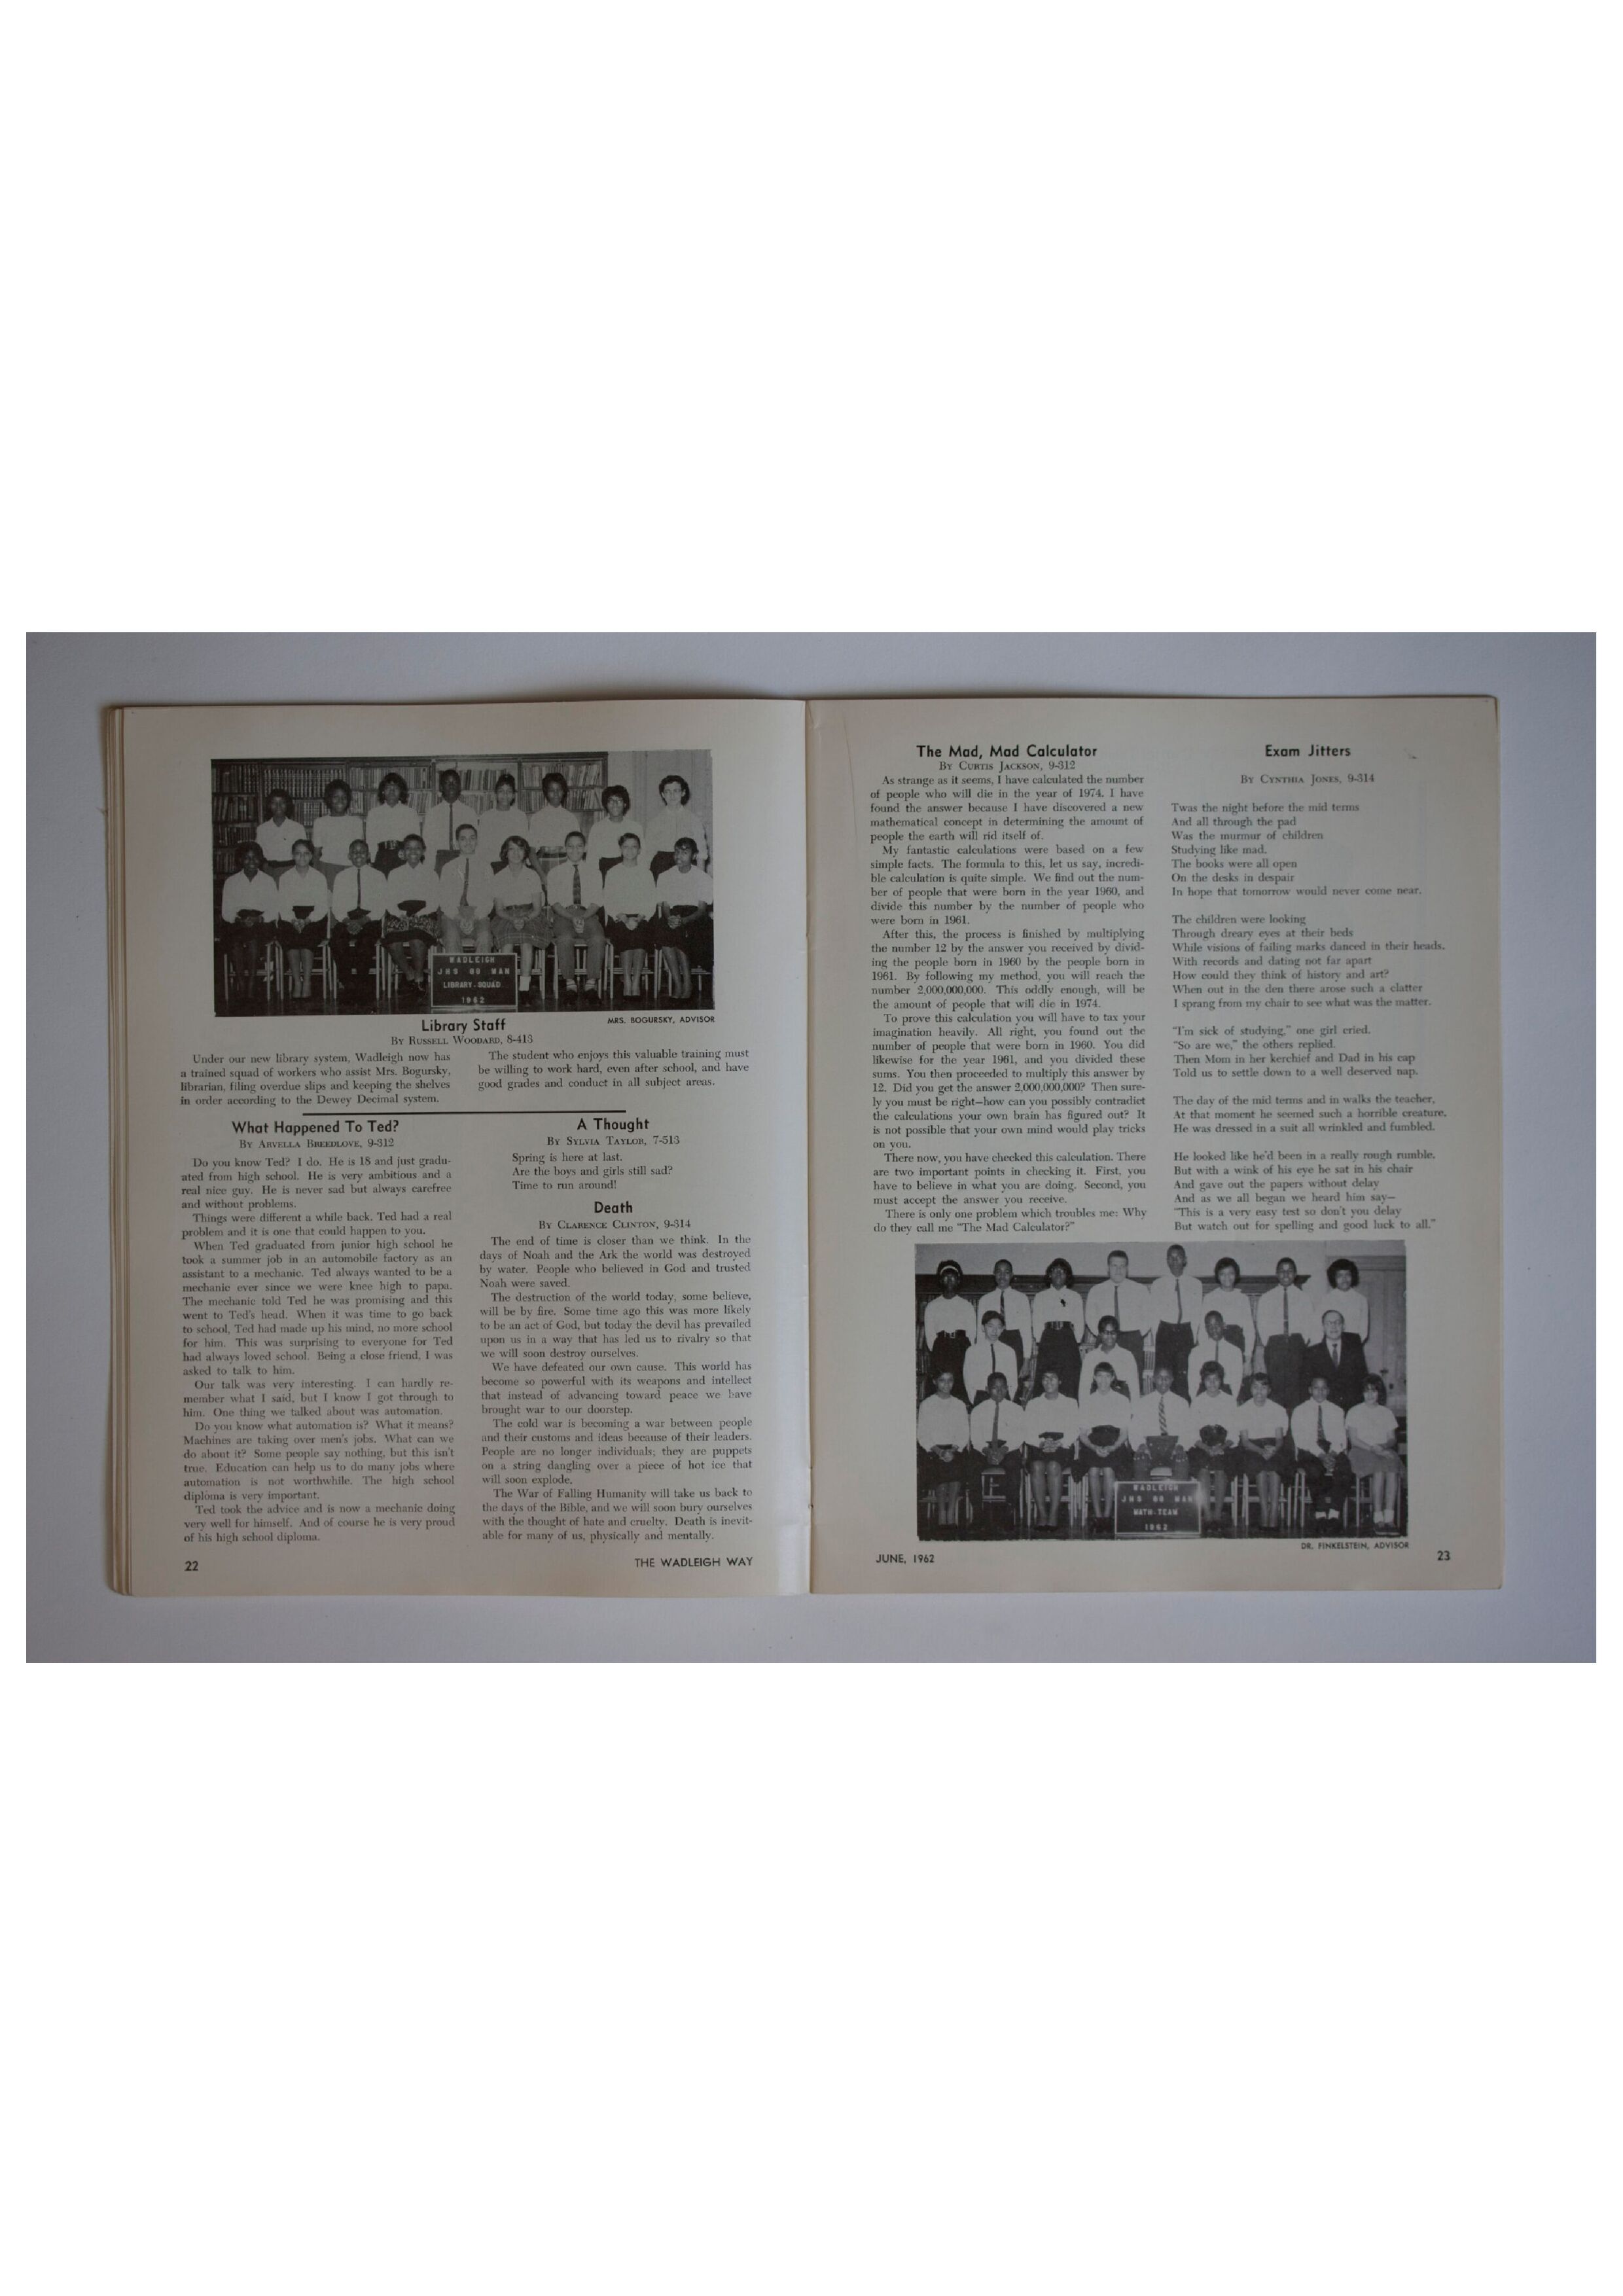 WADLEIGH
JHS 88 MAN
LIBRARY-SQUAD
1962
MRS. BOGURSKY, ADVISOR
Library Staff
BY RUSSELL WOODARD, 8-413
Under our new library system, Wadleigh now has
a trained squad of workers who assist Mrs. Bogursky,
librarian, filing overdue slips and keeping the shelves
in order according to the Dewey Decimal system.
The student who enjoys this valuable training must
be willing to work hard, even after school, and have
good grades and conduct in all subject areas.
What Happened To Ted?
BY ARVELLA BREEDLOVE, 9-312
Do you know Ted? I do. He is 18 and just gradu-
ated from high school. He is very ambitious and a
real nice guy. He is never sad but always carefree
and without problems.
Things were different a while back. Ted had a real
problem and it is one that could happen to you.
When Ted graduated from junior high school he
took a summer job in an automobile factory as an
assistant to a mechanic. Ted always wanted to be a
mechanic ever since we were knee high to papa.
The mechanic told Ted he was promising and this
went to Ted's head. When it was time to go back
to school, Ted had made up his mind, no more school
for him. This was surprising to everyone for Ted
had always loved school. Being a close friend, I was
asked to talk to him.
Our talk was very interesting. I can hardly re-
member what I said, but I know I got through to
him. One thing we talked about was automation.
Do you know what automation is? What it means?
Machines are taking over men's jobs. What can we
do about it? Some people say nothing, but this isn't
true. Education can help us to do many jobs where
automation is not worthwhile. The high school
diploma is very important.
Ted took the advice and is now a mechanic doing
very well for himself. And of course he is very proud
of his high school diploma.
A Thought
BY SYLVIA TAYLOR, 7-513
Spring is here at last.
Are the boys and girls still sad?
Time to run around!
Death
BY CLARENCE CLINTON, 9-314
The end of time is closer than we think. In the
days of Noah and the Ark the world was destroyed
by water. People who believed in God and trusted
Noah were saved.
The destruction of the world today, some believe,
will be by fire. Some time ago this was more likely
to be an act of God, but today the devil has prevailed
upon us in a way that has led us to rivalry so that
we will soon destroy ourselves.
We have defeated our own cause. This world has
become so powerful with its weapons and intellect
that instead of advancing toward peace we have
brought war to our doorstep.
The cold war is becoming a war between people
and their customs and ideas because of their leaders.
People are no longer individuals; they are puppets
on a string dangling over a piece of hot ice that
will soon explode.
The War of Falling Humanity will take us back to
the days of the Bible, and we will soon bury ourselves
with the thought of hate and cruelty. Death is inevit-
able for many of us, physically and mentally.
22
THE WADLEIGH WAY
The Mad, Mad Calculator
BY CURTIS JACKSON, 9-312
As strange as it seems, I have calculated the number
of people who will die in the year of 1974. I have
found the answer because I have discovered a new
mathematical concept in determining the amount of
people the earth will rid itself of.
My fantastic calculations were based on a few
simple facts. The formula to this, let us say, incredi-
ble calculation is quite simple. We find out the num-
ber of people that were born in the year 1960, and
divide this number by the number of people who
were born in 1961.
After this, the process is finished by multiplying
the number 12 by the answer you received by divid-
ing the people born in 1960 by the people born in
1961. By following my method, you will reach the
number 2,000,000,000. This oddly enough, will be
the amount of people that will die in 1974.
To prove this calculation you will have to tax your
imagination heavily. All right, you found out the
number of people that were born in 1960. You did
likewise for the year 1961, and you divided these
sums. You then proceeded to multiply this answer by
12. Did you get the answer 2,000,000,000? Then sure-
ly you must be right—how can you possibly contradict
the calculations your own brain has figured out? It
is not possible that your own mind would play tricks
on you.
There now, you have checked this calculation. There
are two important points in checking it. First, you
have to believe in what you are doing. Second, you
must accept the answer you receive.
There is only one problem which troubles me: Why
do they call me "The Mad Calculator?"
Exam Jitters
BY CYNTHIA JONES, 9-314
Twas the night before the mid terms
And all through the pad
Was the murmur of children
Studying like mad.
The books were all open
On the desks in despair
In hope that tomorrow would never come near.
The children were looking
Through dreary eyes at their beds
While visions of failing marks danced in their heads.
With records and dating not far apart
How could they think of history and art?
When out in the den there arose such a clatter
I sprang from my chair to see what was the matter.
"I'm sick of studying," one girl cried.
"So are we," the others replied.
Then Mom in her kerchief and Dad in his cap
Told us to settle down to a well deserved nap.
The day of the mid terms and in walks the teacher,
At that moment he seemed such a horrible creature.
He was dressed in a suit all wrinkled and fumbled.
He looked like he'd been in a really rough rumble.
But with a wink of his eye he sat in his chair
And gave out the papers without delay
And as we all began we heard him say—
"This is a very easy test so don't you delay
But watch out for spelling and good luck to all."
WADLEIGH
JHS 88 MAN
MATH-TEAM
1962
DR. FINKELSTEIN, ADVISOR
JUNE, 1962
23